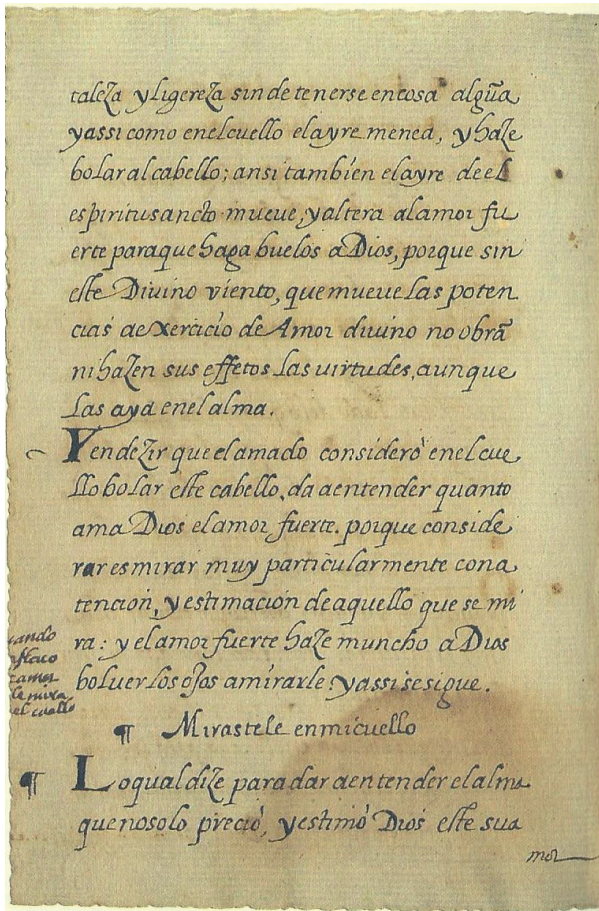 taleza y ligereza sin detenerse en cosa algũa
y assi como en el cuello el ayre menea, y haze
bolar al cabello; ansi tambien el ayre de el
espiritu sancto mueve, y altera al amor fu
erte para que haga buelos a Dios, porque sin
este Divino viento, que mueve las poten
cias a exercicio de Amor divino no obrã
ni hazen sus effetos las virtudes, aunque
las aya en el alma.
Y en dezir que el amado consideró en el cue
llo bolar este cabello, da a entender quanto
ama Dios el amor fuerte. porque conside
rar es mirar muy particularmente con a
tencion, y estimacion de aquello que se mi
ra: y el amor fuerte haze muncho a Dios
bolver los ojos a mirarle. y assi se sigue.
¶ Mirastele en mi cuello
¶ Lo qual dize para dar a entender el alma
que no solo preció, y estimó Dios este su a
mor